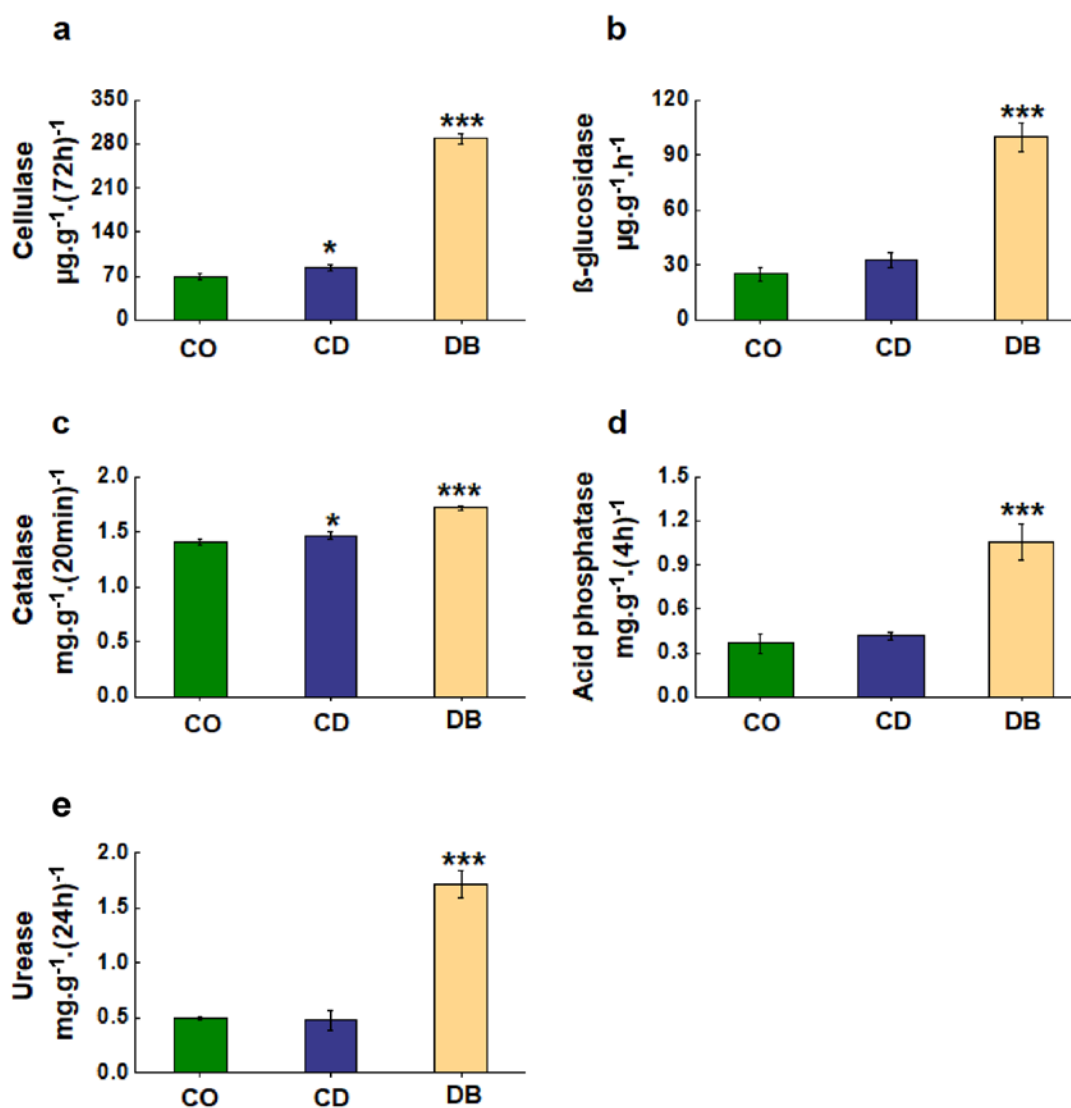 a
Cellulase
µg.g⁻¹.(72h)⁻¹
350
280
210
140
70
0
*
***
CO CD DB
b
ß-glucosidase
µg.g⁻¹.h⁻¹
120
90
60
30
0
***
CO CD DB
c
Catalase
mg.g⁻¹.(20min)⁻¹
2.0
1.5
1.0
0.5
0.0
*
***
CO CD DB
d
Acid phosphatase
mg.g⁻¹.(4h)⁻¹
1.5
1.2
0.9
0.6
0.3
0.0
***
CO CD DB
e
Urease
mg.g⁻¹.(24h)⁻¹
2.0
1.5
1.0
0.5
0.0
***
CO CD DB